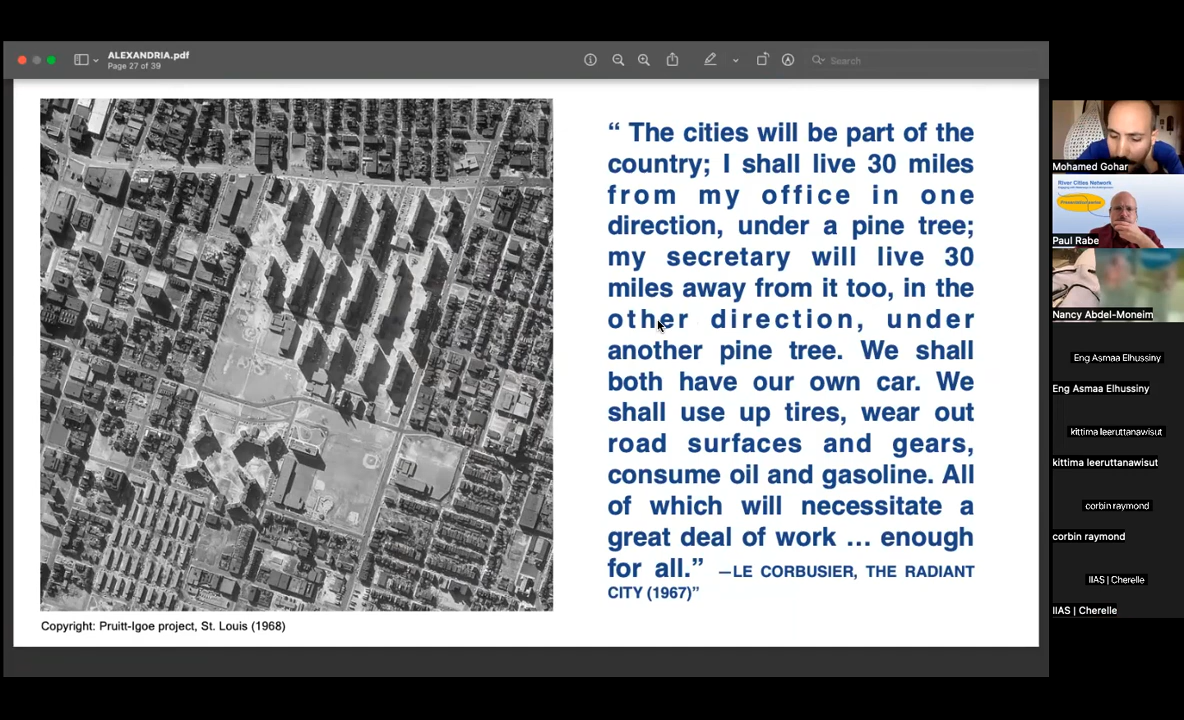 ALEXANDRIA.pdf
Page 27 of 39
Search
“ The cities will be part of the
country; I shall live 30 miles
from my office in one
direction, under a pine tree;
my secretary will live 30
miles away from it too, in the
other direction, under
another pine tree. We shall
both have our own car. We
shall use up tires, wear out
road surfaces and gears,
consume oil and gasoline. All
of which will necessitate a
great deal of work ... enough
for all.” —LE CORBUSIER, THE RADIANT
CITY (1967)”
Copyright: Pruitt-Igoe project, St. Louis (1968)
Mohamed Gohar
River Cities Network
Paul Rabe
Nancy Abdel-Moneim
Eng Asmaa Elhussiny
Eng Asmaa Elhussiny
kittima leeruttanawisut
kittima leeruttanawisut
corbin raymond
corbin raymond
IIAS | Cherelle
IIAS | Cherelle